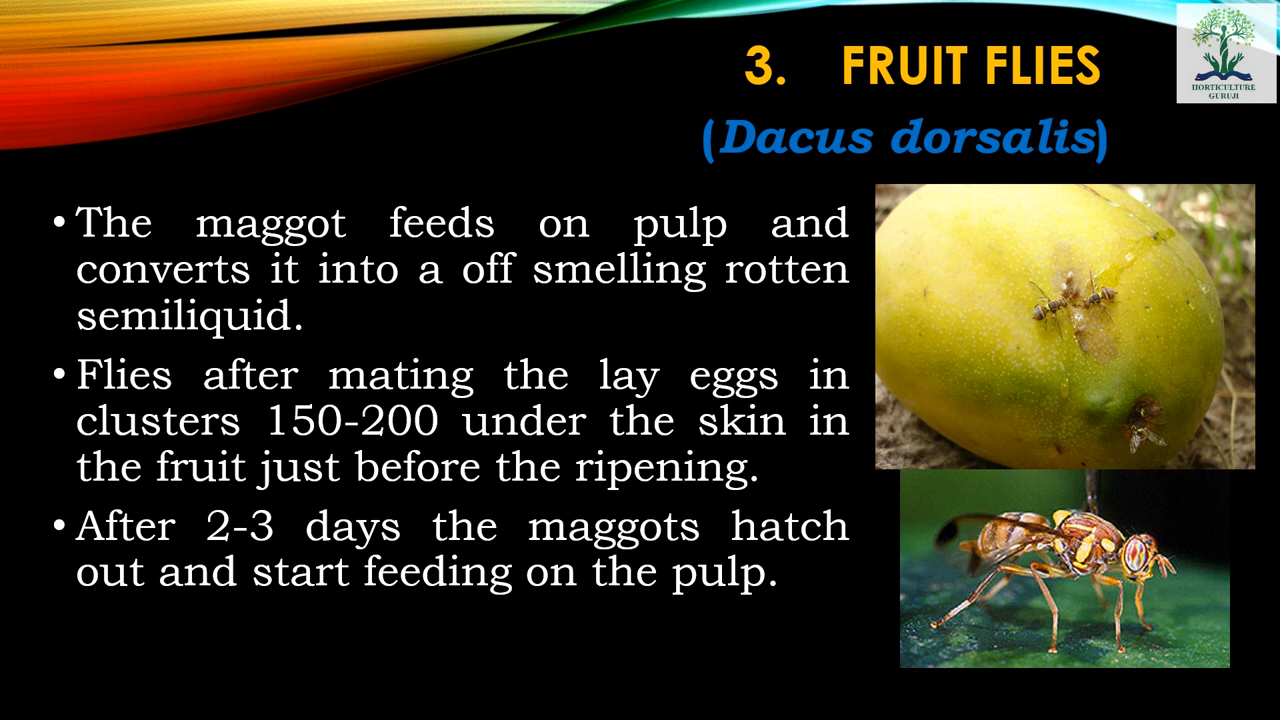 3. FRUIT FLIES
(Dacus dorsalis)
HORTICULTURE
GURUJI
• The maggot feeds on pulp and
converts it into a off smelling rotten
semiliquid.
• Flies after mating the lay eggs in
clusters 150-200 under the skin in
the fruit just before the ripening.
• After 2-3 days the maggots hatch
out and start feeding on the pulp.